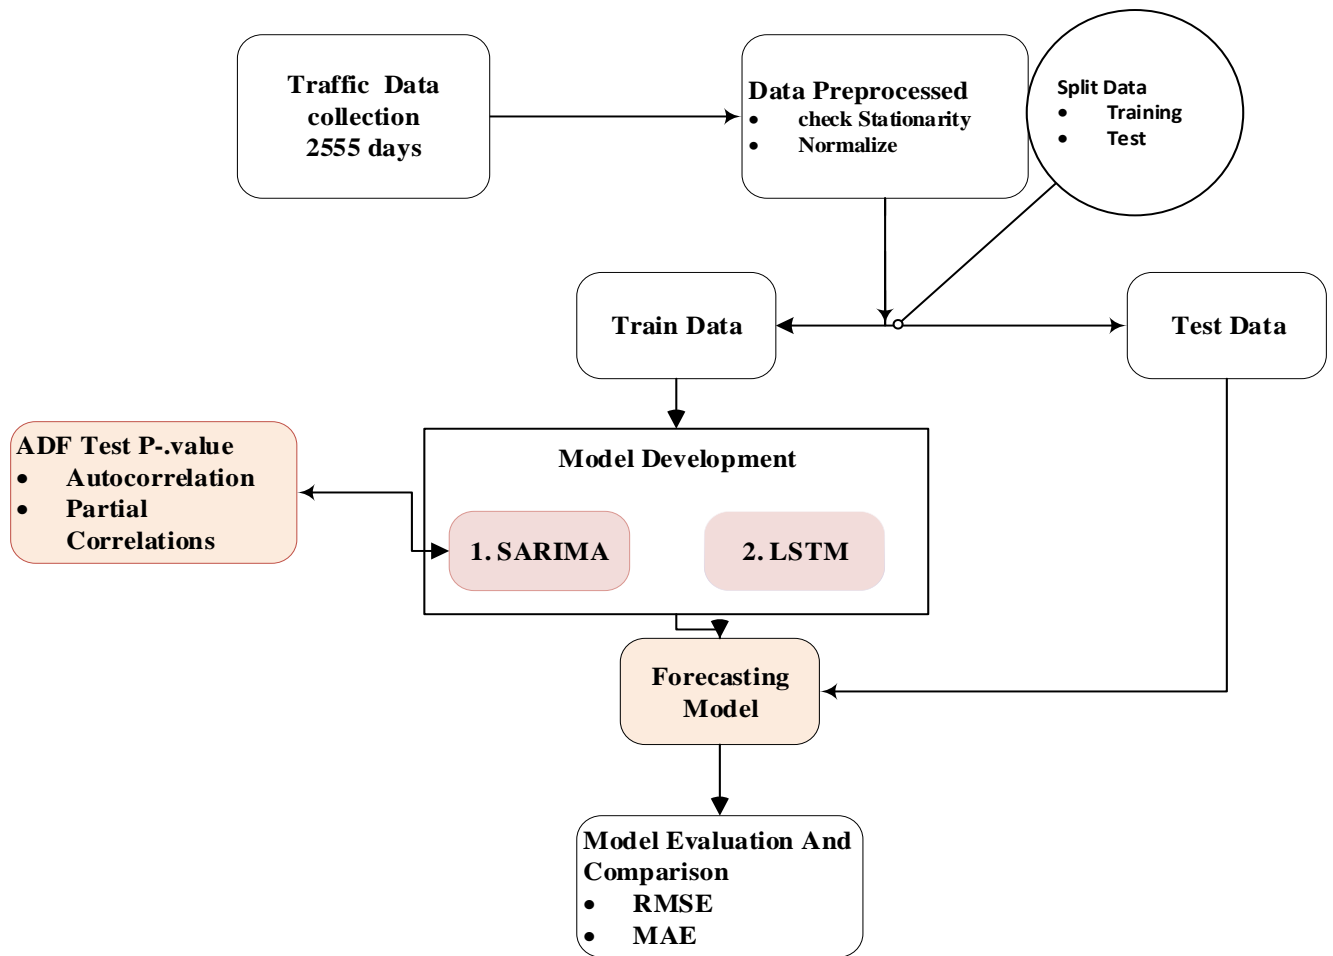 Traffic Data
collection
2555 days
Data Preprocessed
• check Stationarity
• Normalize
Split Data
• Training
• Test
Train Data
Test Data
ADF Test P-.value
• Autocorrelation
• Partial
Correlations
Model Development
1. SARIMA
2. LSTM
Forecasting
Model
Model Evaluation And
Comparison
• RMSE
• MAE